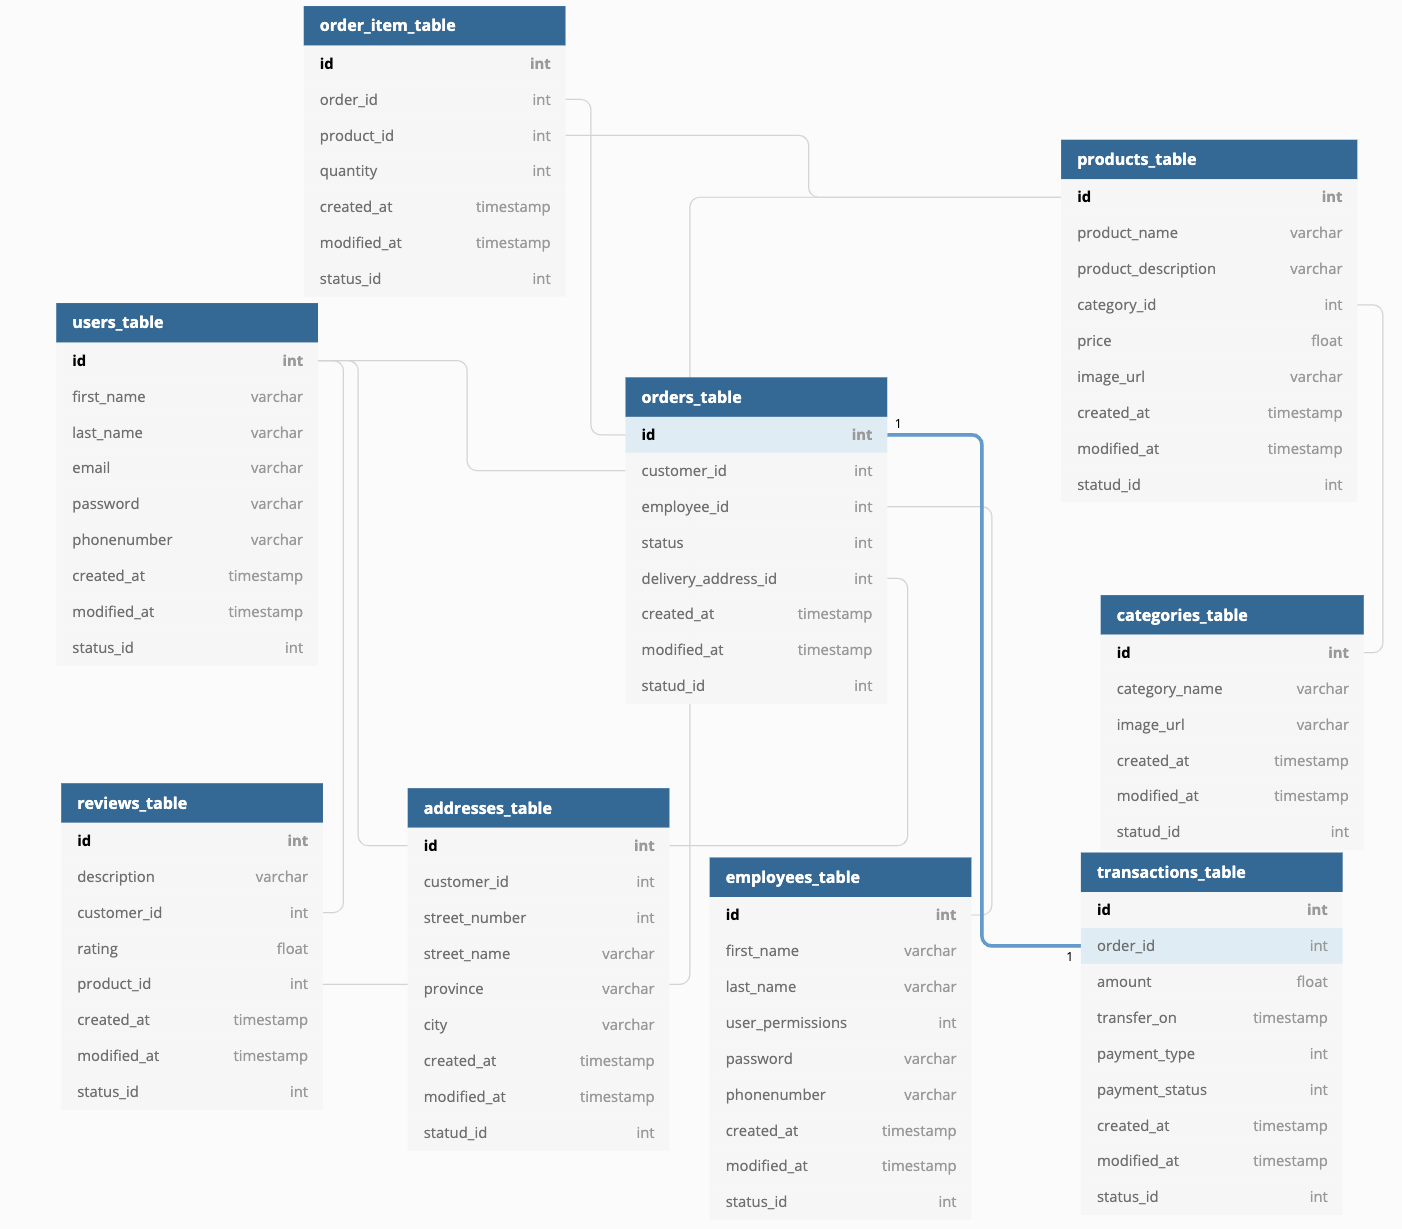 order_item_table
id int
order_id int
product_id int
quantity int
created_at timestamp
modified_at timestamp
status_id int
products_table
id int
product_name varchar
product_description varchar
category_id int
price float
image_url varchar
created_at timestamp
modified_at timestamp
statud_id int
users_table
id int
first_name varchar
last_name varchar
email varchar
password varchar
phonenumber varchar
created_at timestamp
modified_at timestamp
status_id int
orders_table
id int
customer_id int
employee_id int
status int
delivery_address_id int
created_at timestamp
modified_at timestamp
statud_id int
1
categories_table
id int
category_name varchar
image_url varchar
created_at timestamp
modified_at timestamp
statud_id int
reviews_table
id int
description varchar
customer_id int
rating float
product_id int
created_at timestamp
modified_at timestamp
status_id int
addresses_table
id int
customer_id int
street_number int
street_name varchar
province varchar
city varchar
created_at timestamp
modified_at timestamp
statud_id int
employees_table
id int
first_name varchar
last_name varchar
user_permissions int
password varchar
phonenumber varchar
created_at timestamp
modified_at timestamp
status_id int
1
transactions_table
id int
order_id int
amount float
transfer_on timestamp
payment_type int
payment_status int
created_at timestamp
modified_at timestamp
status_id int